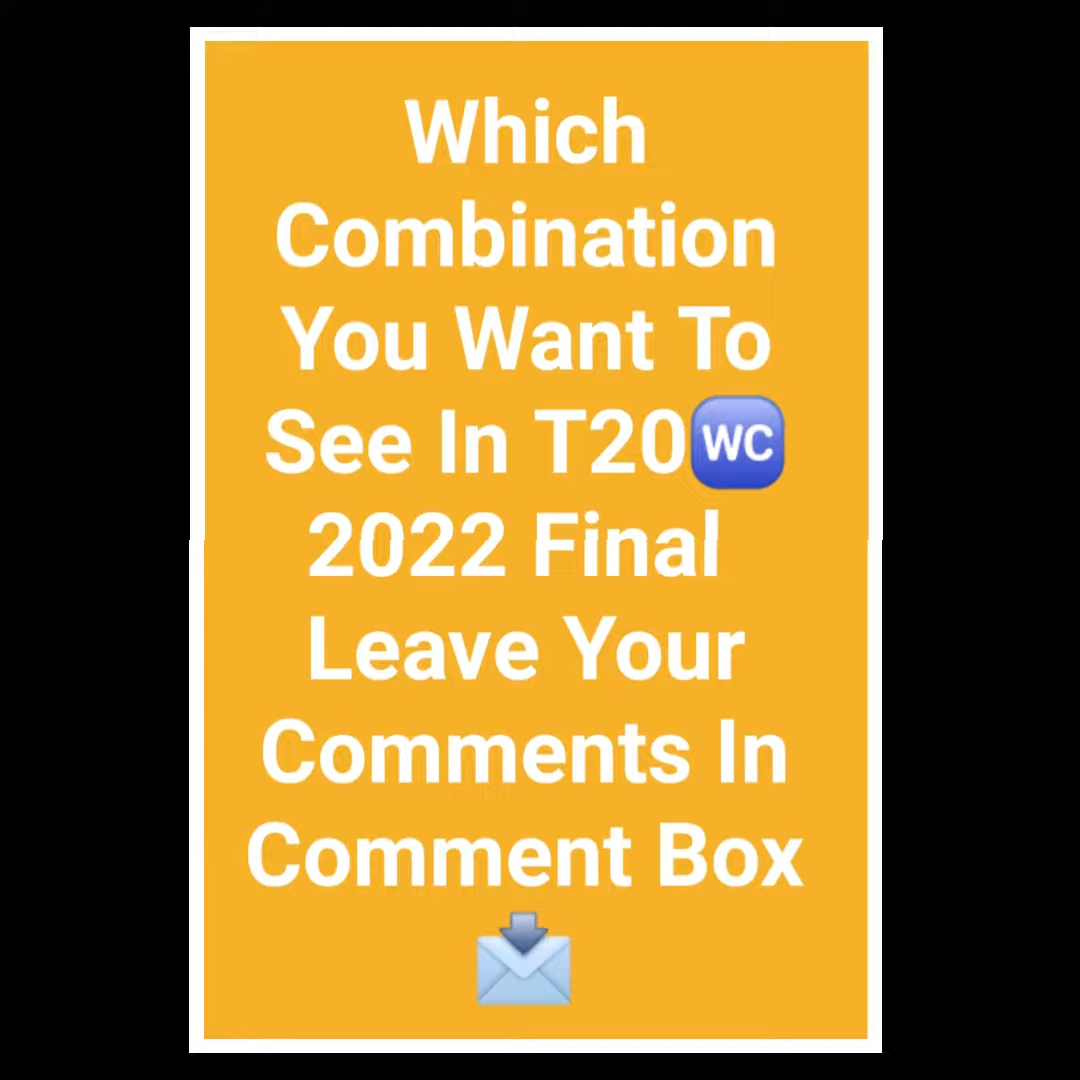 Which
Combination
You Want To
See In T20🚾
2022 Final
Leave Your
Comments In
Comment Box
📩